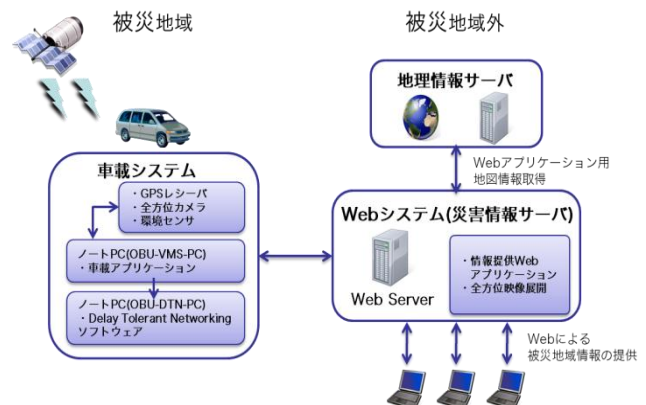 被災地域
車載システム
・GPSレシーバ
・全方位カメラ
・環境センサ
ノートPC(OBU-VMS-PC)
・車載アプリケーション
ノートPC(OBU-DTN-PC)
・Delay Tolerant Networking
ソフトウェア
被災地域外
地理情報サーバ
Webアプリケーション用
地図情報取得
Webシステム(災害情報サーバ)
Web Server
・情報提供Web
アプリケーション
・全方位映像展開
Webによる
被災地域情報の提供